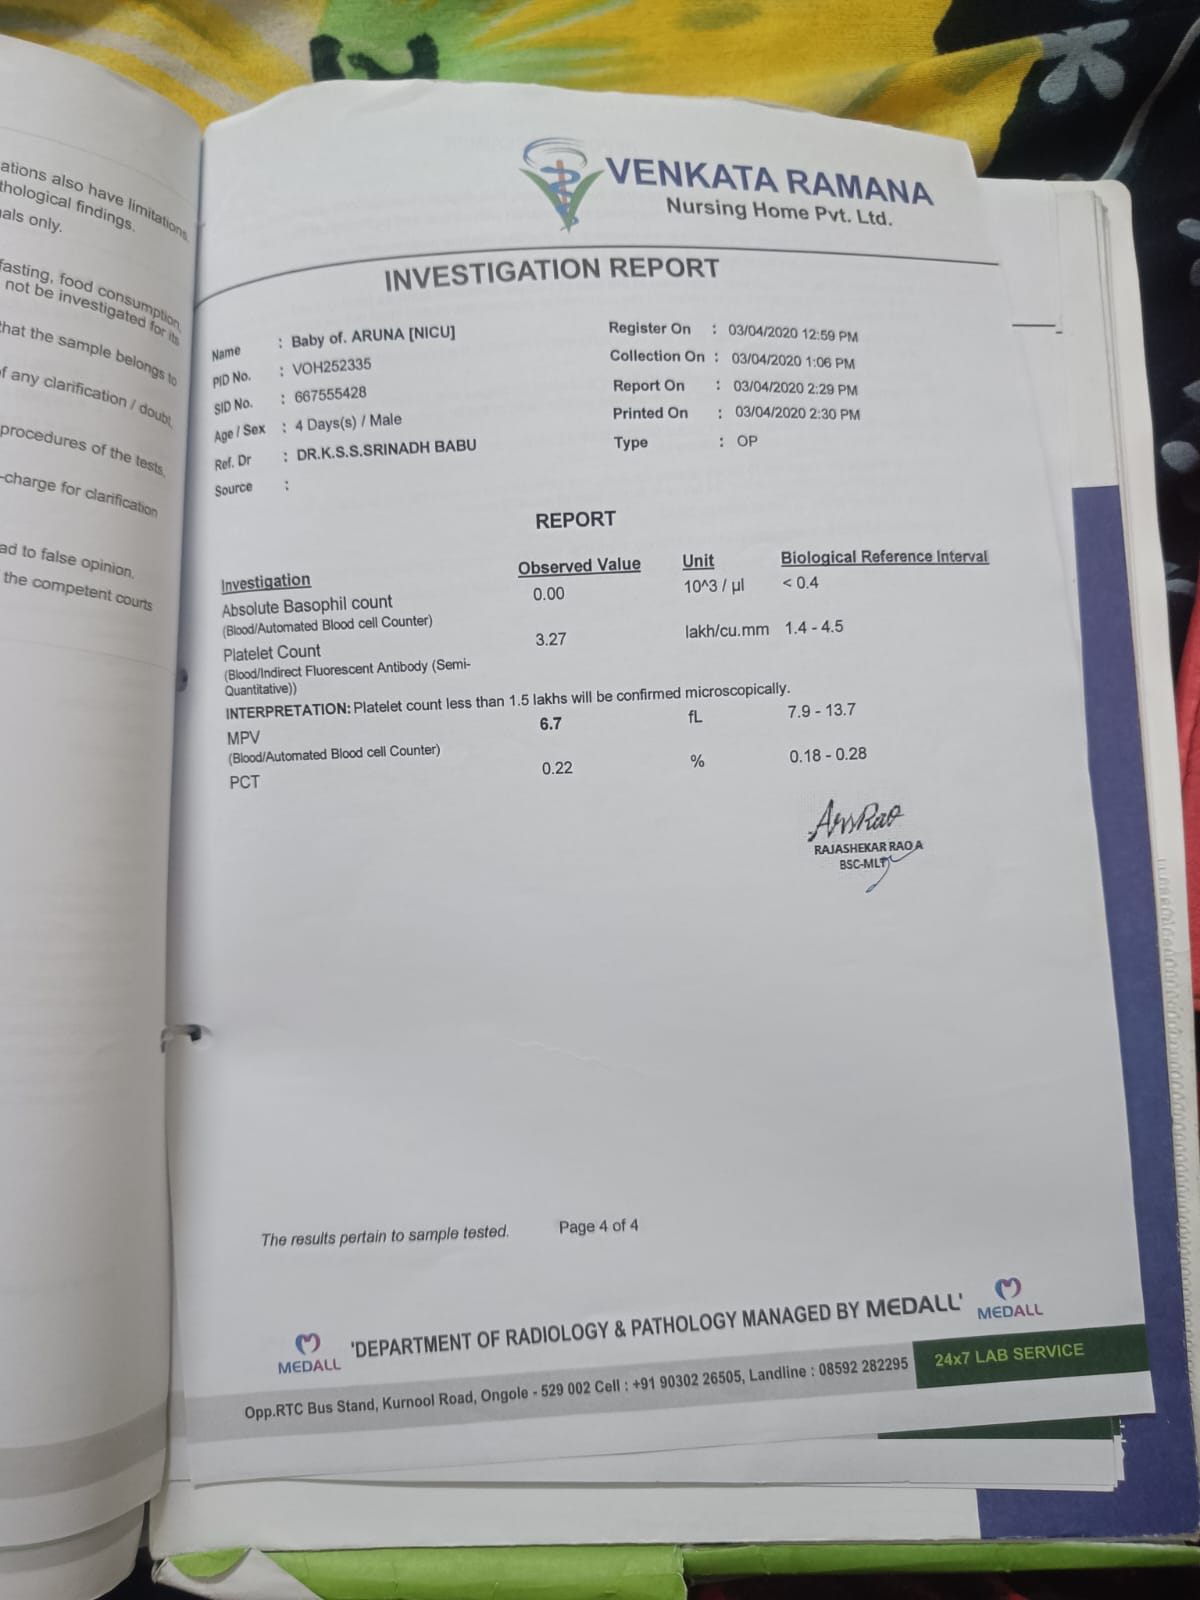 ations also have limitations
thological findings.
als only.
fasting, food consumption,
not be investigated for its
that the sample belongs to
of any clarification / doubt,
procedures of the tests,
-charge for clarification
ad to false opinion.
the competent courts
VENKATA RAMANA
Nursing Home Pvt. Ltd.
INVESTIGATION REPORT
Name : Baby of. ARUNA [NICU]
PID No. : VOH252335
SID No. : 667555428
Age / Sex : 4 Days(s) / Male
Ref. Dr : DR.K.S.S.SRINADH BABU
Source :
Register On : 03/04/2020 12:59 PM
Collection On : 03/04/2020 1:06 PM
Report On : 03/04/2020 2:29 PM
Printed On : 03/04/2020 2:30 PM
Type : OP
REPORT
Investigation Observed Value Unit Biological Reference Interval
Absolute Basophil count 0.00 10^3 / µl < 0.4
(Blood/Automated Blood cell Counter)
Platelet Count 3.27 lakh/cu.mm 1.4 - 4.5
(Blood/Indirect Fluorescent Antibody (Semi-
Quantitative))
INTERPRETATION: Platelet count less than 1.5 lakhs will be confirmed microscopically.
MPV 6.7 fL 7.9 - 13.7
(Blood/Automated Blood cell Counter)
PCT 0.22 % 0.18 - 0.28
RAJASHEKAR RAO A
BSC-MLT
The results pertain to sample tested. Page 4 of 4
MEDALL 'DEPARTMENT OF RADIOLOGY & PATHOLOGY MANAGED BY MEDALL' MEDALL
Opp.RTC Bus Stand, Kurnool Road, Ongole - 529 002 Cell : +91 90302 26505, Landline : 08592 282295 24x7 LAB SERVICE